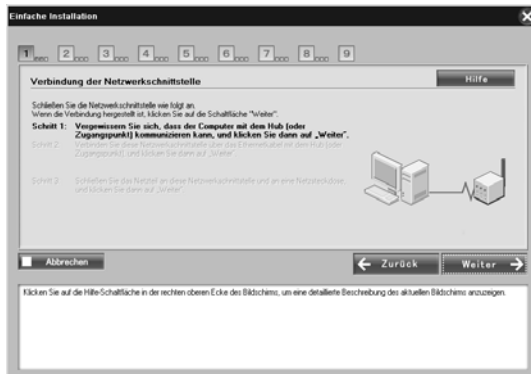 Einfache Installation
1 2 3 4 5 6 7 8 9
Verbindung der Netzwerkschnittstelle
Hilfe
Schließen Sie die Netzwerkschnittstelle wie folgt an.
Wenn die Verbindung hergestellt ist, klicken Sie auf die Schaltfläche "Weiter".
Schritt 1: Vergewissern Sie sich, dass der Computer mit dem Hub (oder
Zugangspunkt) kommunizieren kann, und klicken Sie dann auf „Weiter".
Schritt 2: Verbinden Sie diese Netzwerkschnittstelle über das Ethernetkabel mit dem Hub (oder
Zugangspunkt), und klicken Sie dann auf „Weiter".
Schritt 3: Schließen Sie das Netzteil an diese Netzwerkschnittstelle und an eine Netzsteckdose,
und klicken Sie dann auf „Weiter".
Abbrechen
Zurück
Weiter
Klicken Sie auf die Hilfe-Schaltfläche in der rechten oberen Ecke des Bildschirms, um eine detaillierte Beschreibung des aktuellen Bildschirms anzuzeigen.